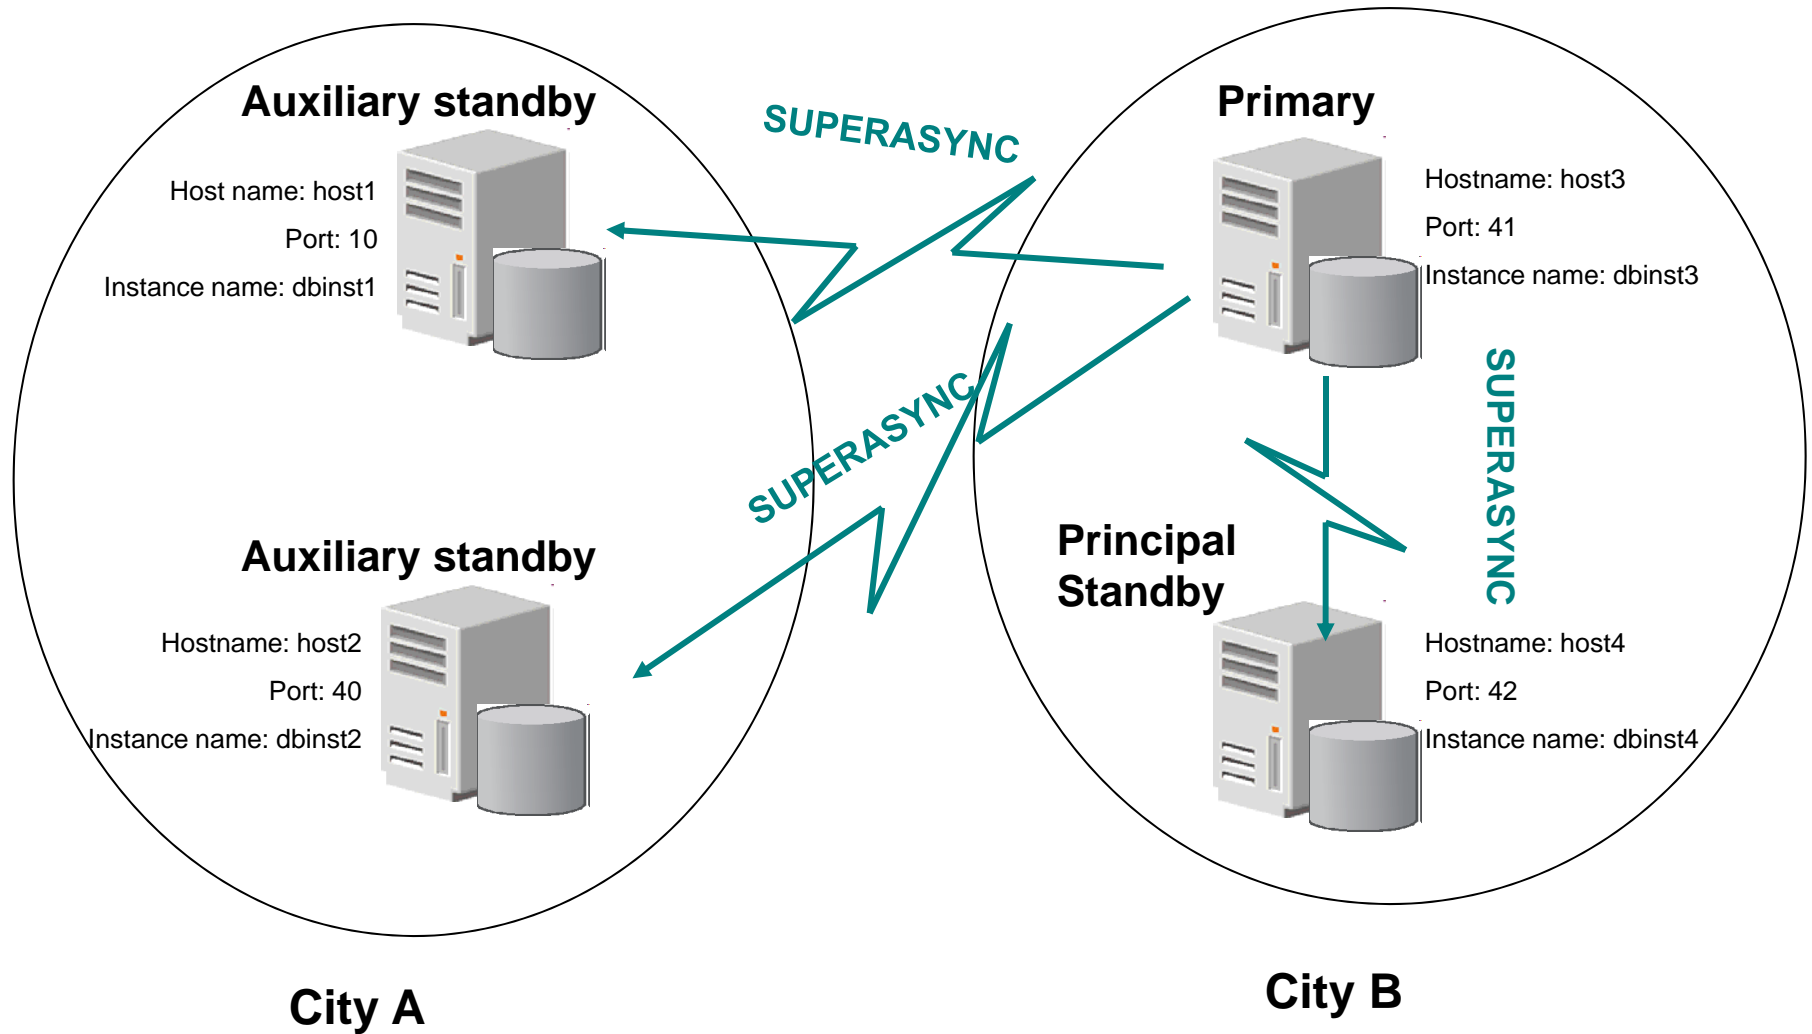 Auxiliary standby
Host name: host1
Port: 10
Instance name: dbinst1
SUPERASYNC
Primary
Hostname: host3
Port: 41
Instance name: dbinst3
SUPERASYNC
SUPERASYNC
Auxiliary standby
Hostname: host2
Port: 40
Instance name: dbinst2
Principal
Standby
Hostname: host4
Port: 42
Instance name: dbinst4
City A
City B